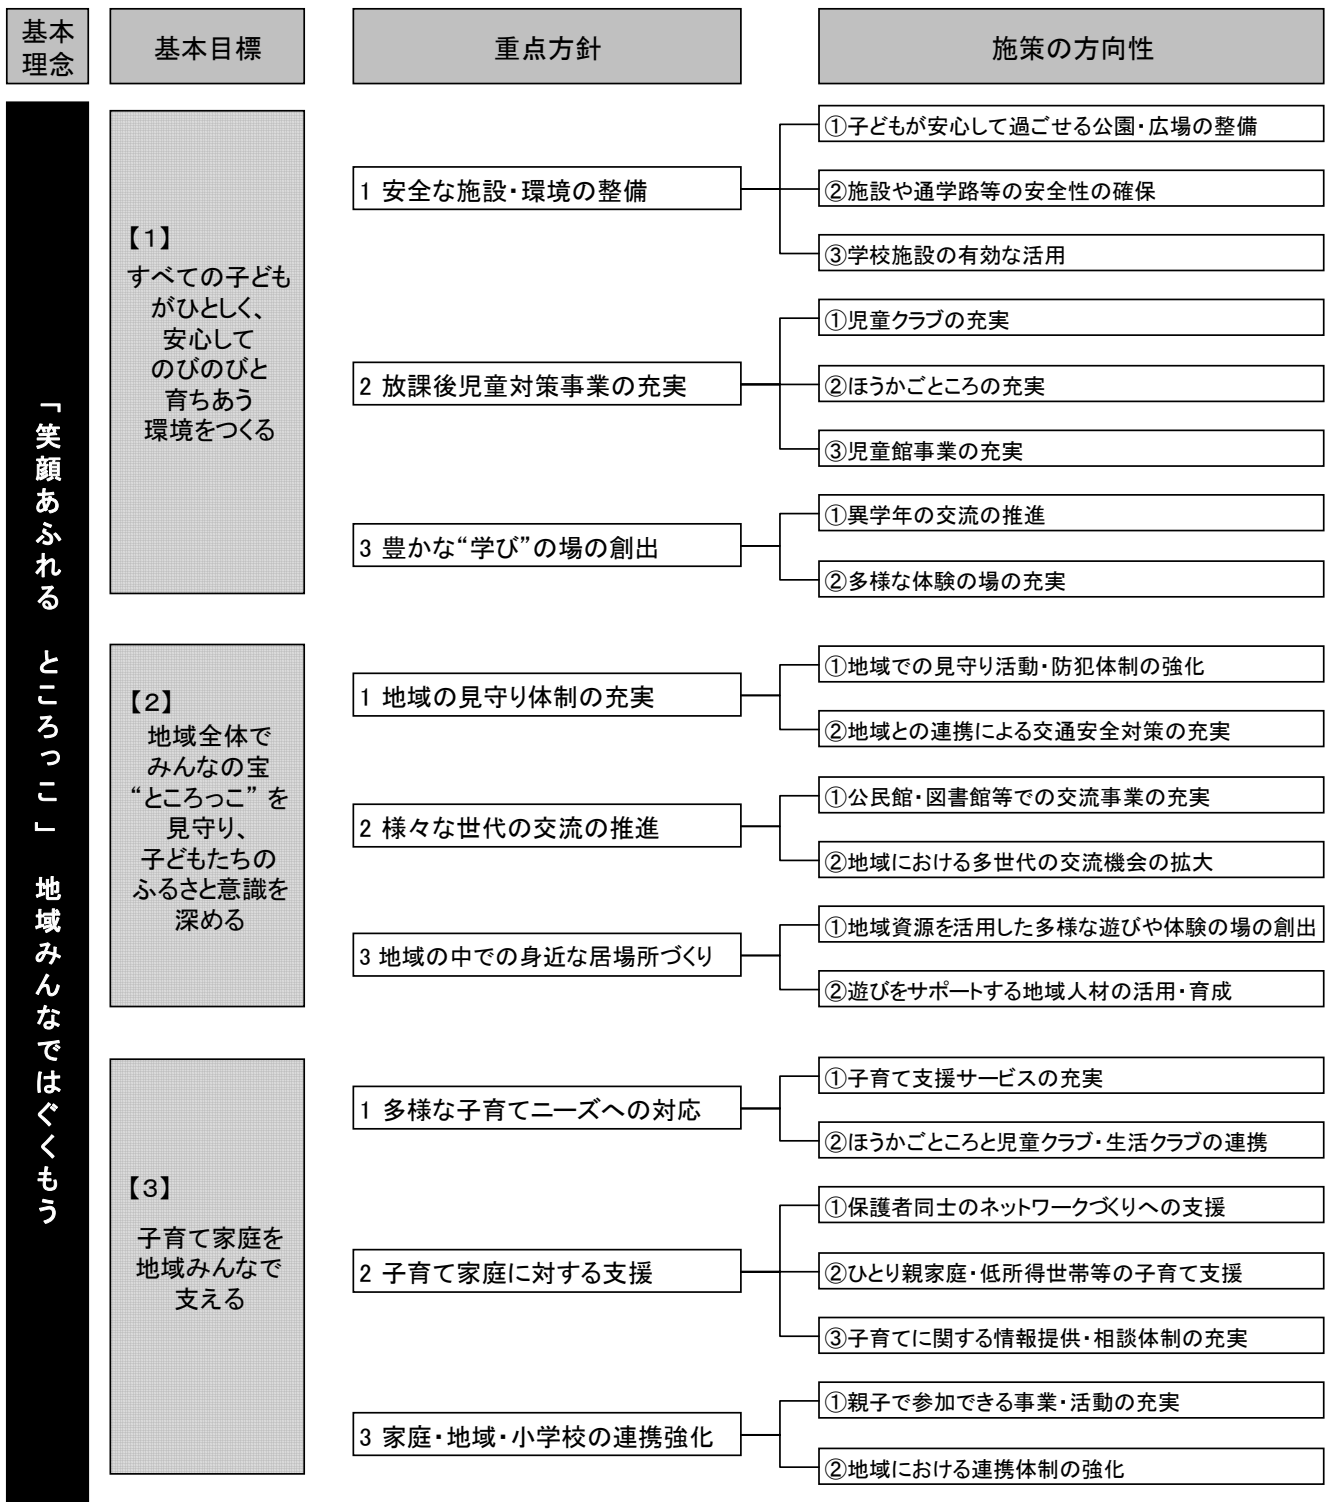 基本
理念
基本目標
重点方針
施策の方向性
「笑顔あふれる　ところっこ」　地域みんなではぐくもう
【1】
すべての子ども
がひとしく、
安心して
のびのびと
育ちあう
環境をつくる
1 安全な施設・環境の整備
①子どもが安心して過ごせる公園・広場の整備
②施設や通学路等の安全性の確保
③学校施設の有効な活用
2 放課後児童対策事業の充実
①児童クラブの充実
②ほうかごところの充実
③児童館事業の充実
3 豊かな“学び”の場の創出
①異学年の交流の推進
②多様な体験の場の充実
【2】
地域全体で
みんなの宝
“ところっこ” を
見守り、
子どもたちの
ふるさと意識を
深める
1 地域の見守り体制の充実
①地域での見守り活動・防犯体制の強化
②地域との連携による交通安全対策の充実
2 様々な世代の交流の推進
①公民館・図書館等での交流事業の充実
②地域における多世代の交流機会の拡大
3 地域の中での身近な居場所づくり
①地域資源を活用した多様な遊びや体験の場の創出
②遊びをサポートする地域人材の活用・育成
【3】
子育て家庭を
地域みんなで
支える
1 多様な子育てニーズへの対応
①子育て支援サービスの充実
②ほうかごところと児童クラブ・生活クラブの連携
2 子育て家庭に対する支援
①保護者同士のネットワークづくりへの支援
②ひとり親家庭・低所得世帯等の子育て支援
③子育てに関する情報提供・相談体制の充実
3 家庭・地域・小学校の連携強化
①親子で参加できる事業・活動の充実
②地域における連携体制の強化